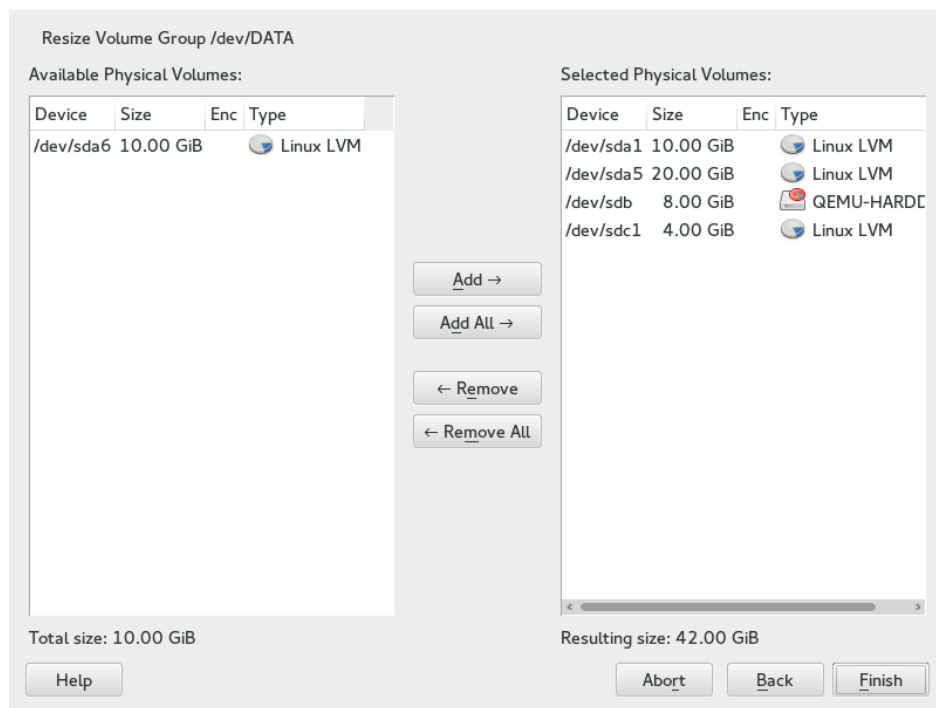 Resize Volume Group /dev/DATA
Available Physical Volumes:
Device Size Enc Type
/dev/sda6 10.00 GiB Linux LVM
Total size: 10.00 GiB
Add →
Add All →
← Remove
← Remove All
Selected Physical Volumes:
Device Size Enc Type
/dev/sda1 10.00 GiB Linux LVM
/dev/sda5 20.00 GiB Linux LVM
/dev/sdb 8.00 GiB QEMU-HARDD
/dev/sdc1 4.00 GiB Linux LVM
Resulting size: 42.00 GiB
Help
Abort
Back
Finish